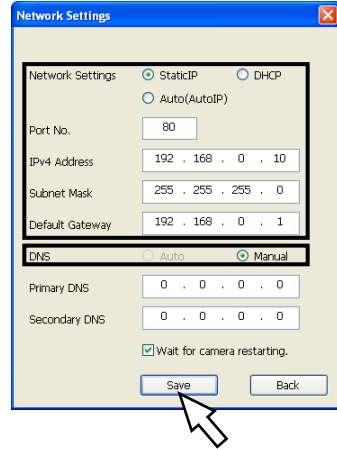 Network Settings
Network Settings StaticIP DHCP
Auto(AutoIP)
Port No. 80
IPv4 Address 192 . 168 . 0 . 10
Subnet Mask 255 . 255 . 255 . 0
Default Gateway 192 . 168 . 0 . 1
DNS Auto Manual
Primary DNS 0 . 0 . 0 . 0
Secondary DNS 0 . 0 . 0 . 0
Wait for camera restarting.
Save Back